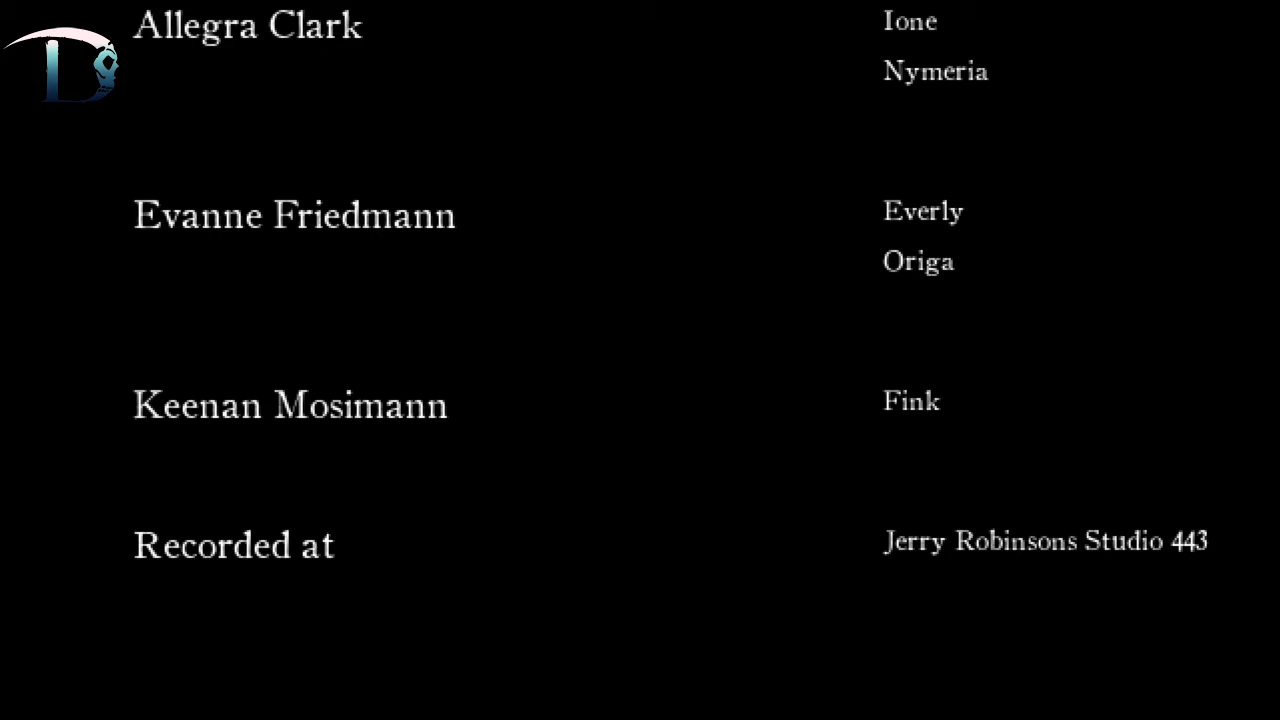 Allegra Clark
Ione
Nymeria
Evanne Friedmann
Everly
Origa
Keenan Mosimann
Fink
Recorded at
Jerry Robinsons Studio 443